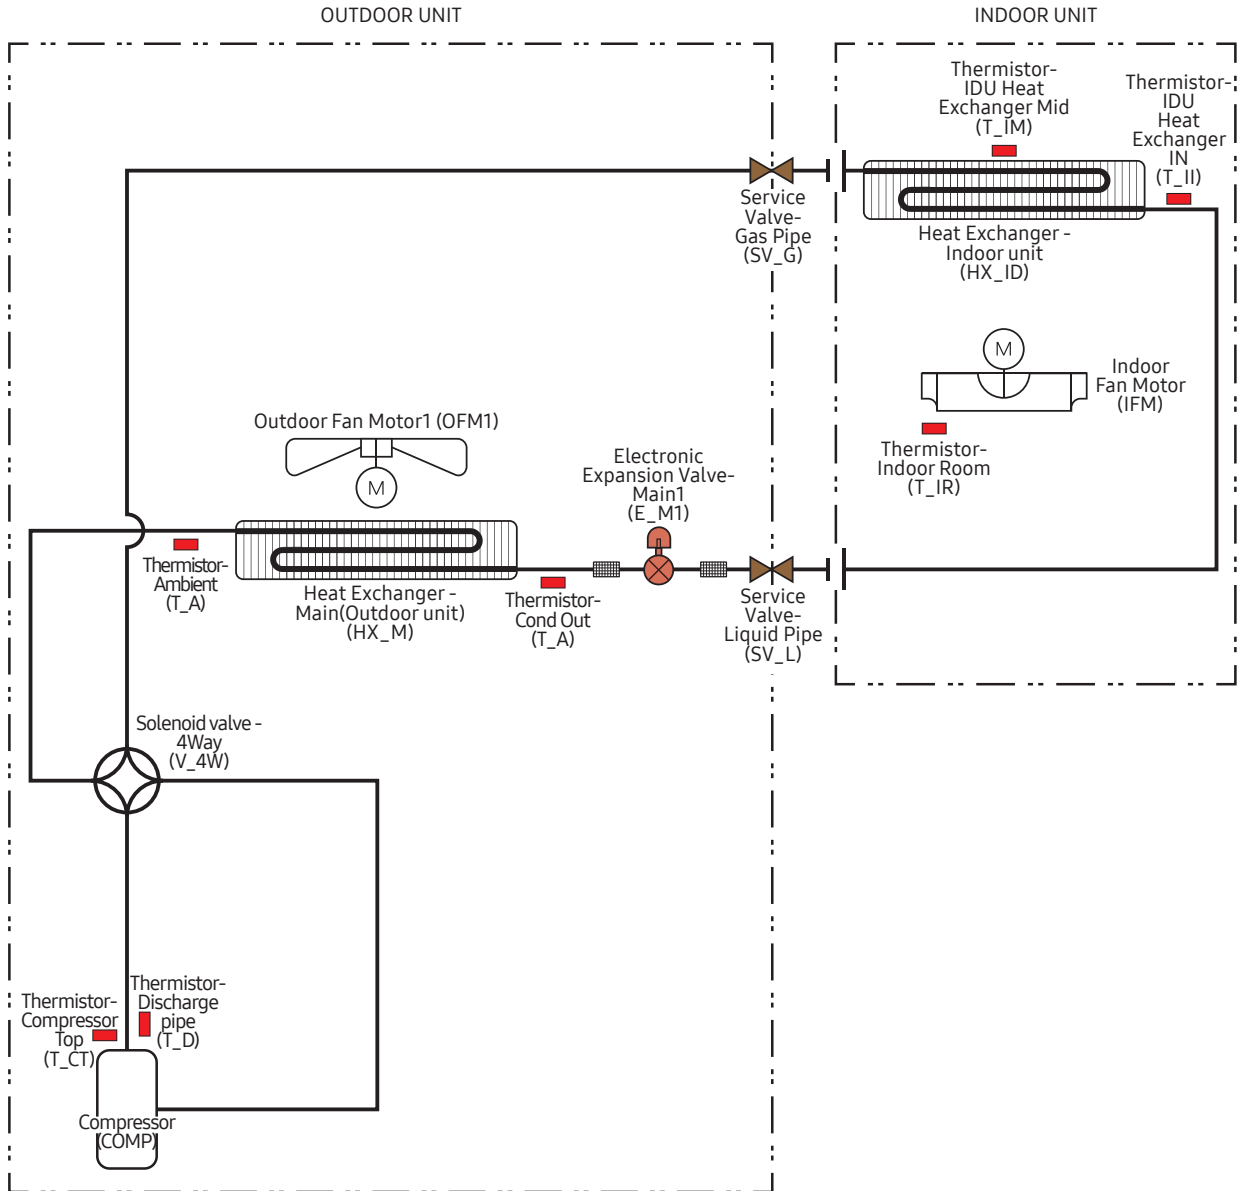 OUTDOOR UNIT
INDOOR UNIT
Thermistor-
IDU Heat
Exchanger Mid
(T_IM)
Thermistor-
IDU
Heat
Exchanger
IN
(T_II)
Service
Valve-
Gas Pipe
(SV_G)
Heat Exchanger -
Indoor unit
(HX_ID)
M
Indoor
Fan Motor
(IFM)
Thermistor-
Indoor Room
(T_IR)
Outdoor Fan Motor1 (OFM1)
M
Electronic
Expansion Valve-
Main1
(E_M1)
Thermistor-
Ambient
(T_A)
Heat Exchanger -
Main(Outdoor unit)
(HX_M)
Thermistor-
Cond Out
(T_A)
Service
Valve-
Liquid Pipe
(SV_L)
Solenoid valve -
4Way
(V_4W)
Thermistor-
Compressor
Top
(T_CT)
Thermistor-
Discharge
pipe
(T_D)
Compressor
(COMP)